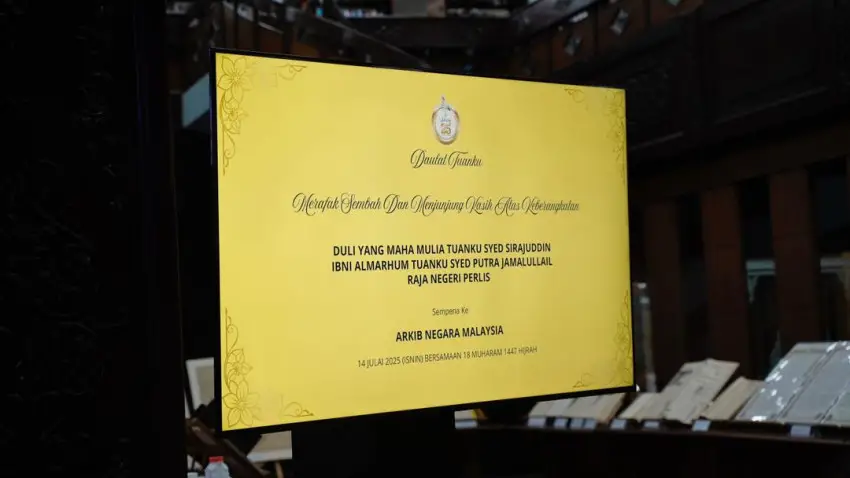 Daulat Tuanku
Merafak Sembah Dan Menjunjung Kasih Atas Keberangkatan
DULI YANG MAHA MULIA TUANKU SYED SIRAJUDDIN
IBNI ALMARHUM TUANKU SYED PUTRA JAMALULLAIL
RAJA NEGERI PERLIS
Sempena Ke
ARKIB NEGARA MALAYSIA
14 JULAI 2025 (ISNIN) BERSAMAAN 18 MUHARAM 1447 HIJRAH